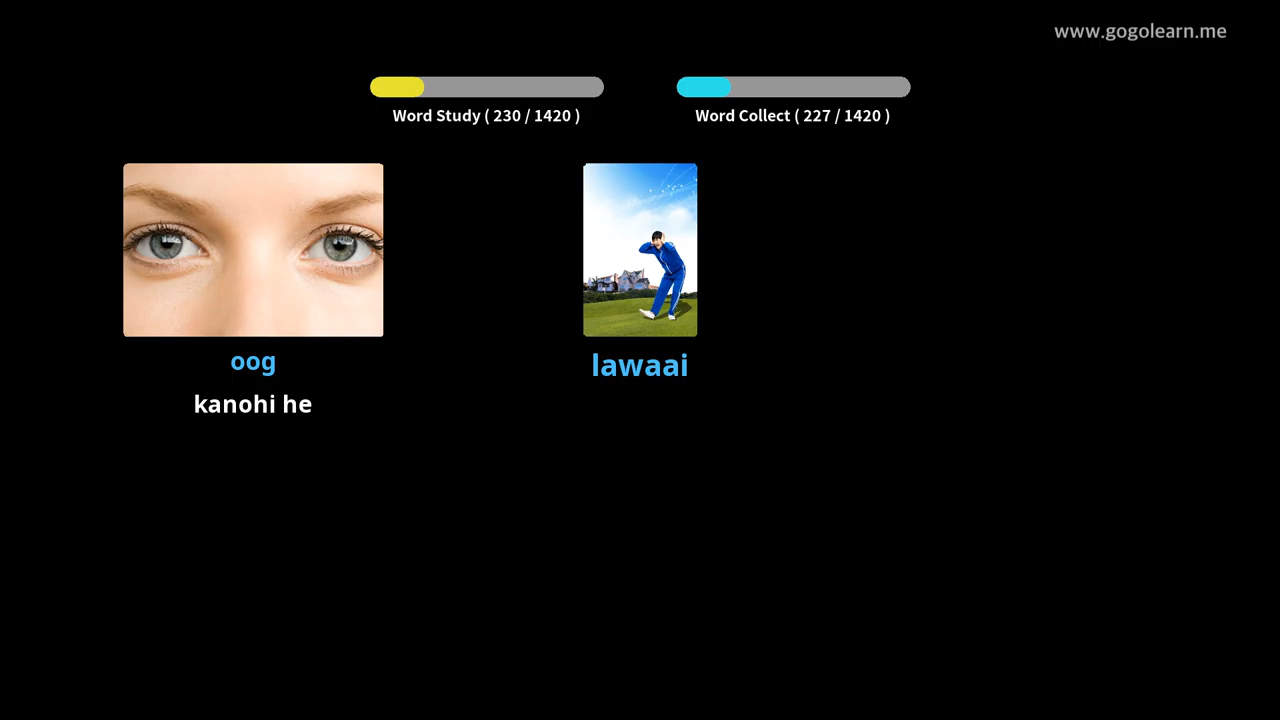 www.gogolearn.me
Word Study ( 230 / 1420 )
Word Collect ( 227 / 1420 )
oog
kanohi he
lawaai